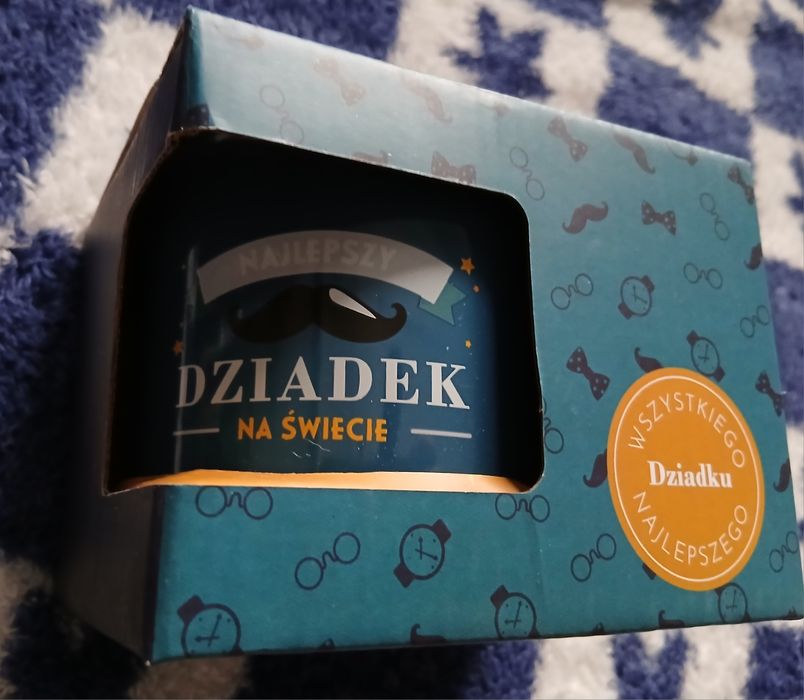 NAJLEPSZY
DZIADEK
NA ŚWIECIE
WSZYSTKIEGO
Dziadku
NAJLEPSZEGO